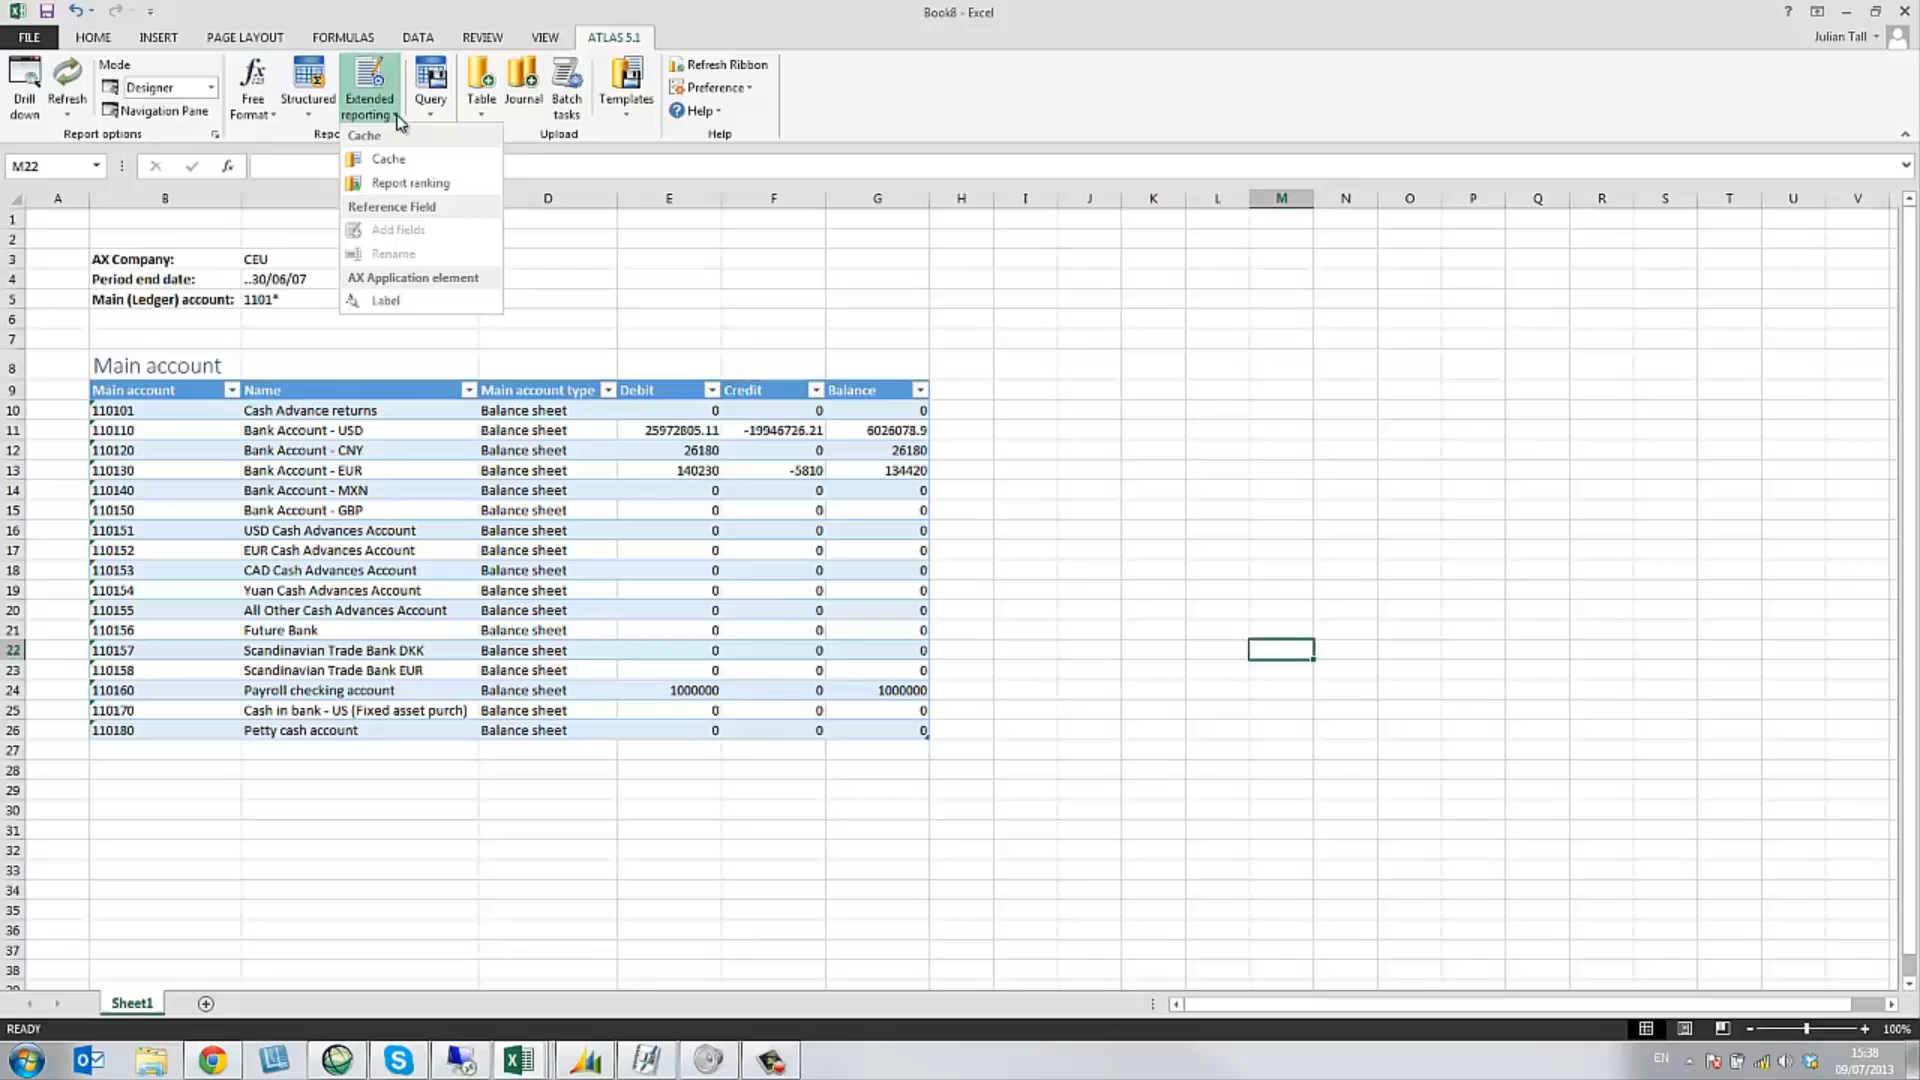 Book8 - Excel
?
FILE HOME INSERT PAGE LAYOUT FORMULAS DATA REVIEW VIEW ATLAS 5.1 Julian Tall
Drill down
Refresh
Mode
Designer
Navigation Pane
Report options
Free Format
Structured
Extended reporting
Query
Table
Journal
Batch tasks
Upload
Templates
Refresh Ribbon
Preference
Help
Help
Cache
Cache
Report ranking
Reference Field
Add fields
Rename
AX Application element
Label
M22
A B D E F G H I J K L M N O P Q R S T U V
1
2
3 AX Company: CEU
4 Period end date: ..30/06/07
5 Main (Ledger) account: 1101*
6
7
8 Main account
9 Main account Name Main account type Debit Credit Balance
10 110101 Cash Advance returns Balance sheet 0 0 0
11 110110 Bank Account - USD Balance sheet 25972805.11 -19946726.21 6026078.9
12 110120 Bank Account - CNY Balance sheet 26180 0 26180
13 110130 Bank Account - EUR Balance sheet 140230 -5810 134420
14 110140 Bank Account - MXN Balance sheet 0 0 0
15 110150 Bank Account - GBP Balance sheet 0 0 0
16 110151 USD Cash Advances Account Balance sheet 0 0 0
17 110152 EUR Cash Advances Account Balance sheet 0 0 0
18 110153 CAD Cash Advances Account Balance sheet 0 0 0
19 110154 Yuan Cash Advances Account Balance sheet 0 0 0
20 110155 All Other Cash Advances Account Balance sheet 0 0 0
21 110156 Future Bank Balance sheet 0 0 0
22 110157 Scandinavian Trade Bank DKK Balance sheet 0 0 0
23 110158 Scandinavian Trade Bank EUR Balance sheet 0 0 0
24 110160 Payroll checking account Balance sheet 1000000 0 1000000
25 110170 Cash in bank - US (Fixed asset purch) Balance sheet 0 0 0
26 110180 Petty cash account Balance sheet 0 0 0
27
28
29
30
31
32
33
34
35
36
37
38
Sheet1
READY 100%
EN 15:38
09/07/2013